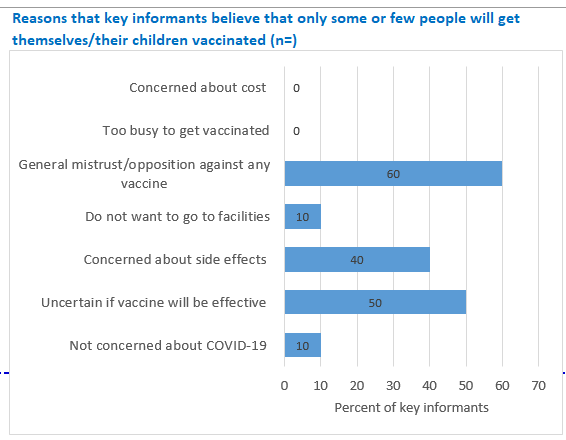 Reasons that key informants believe that only some or few people will get
themselves/their children vaccinated (n=)
Concerned about cost
0
Too busy to get vaccinated
0
General mistrust/opposition against any
vaccine
60
Do not want to go to facilities
10
Concerned about side effects
40
Uncertain if vaccine will be effective
50
Not concerned about COVID-19
10
0 10 20 30 40 50 60 70
Percent of key informants